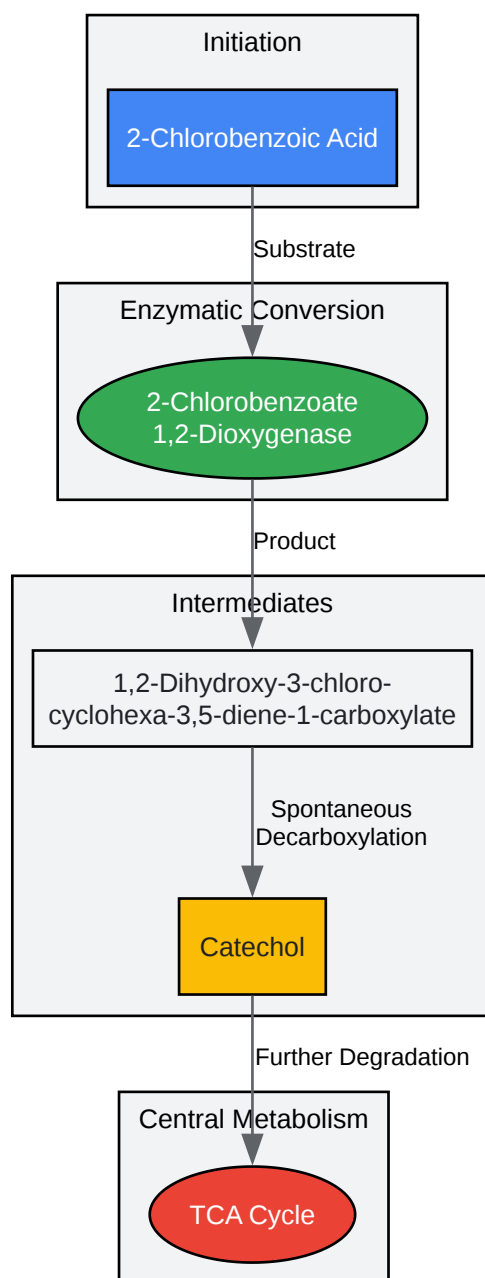 Initiation
2-Chlorobenzoic Acid
Substrate
Enzymatic Conversion
2-Chlorobenzoate
1,2-Dioxygenase
Product
Intermediates
1,2-Dihydroxy-3-chloro-
cyclohexa-3,5-diene-1-carboxylate
Spontaneous
Decarboxylation
Catechol
Further Degradation
Central Metabolism
TCA Cycle